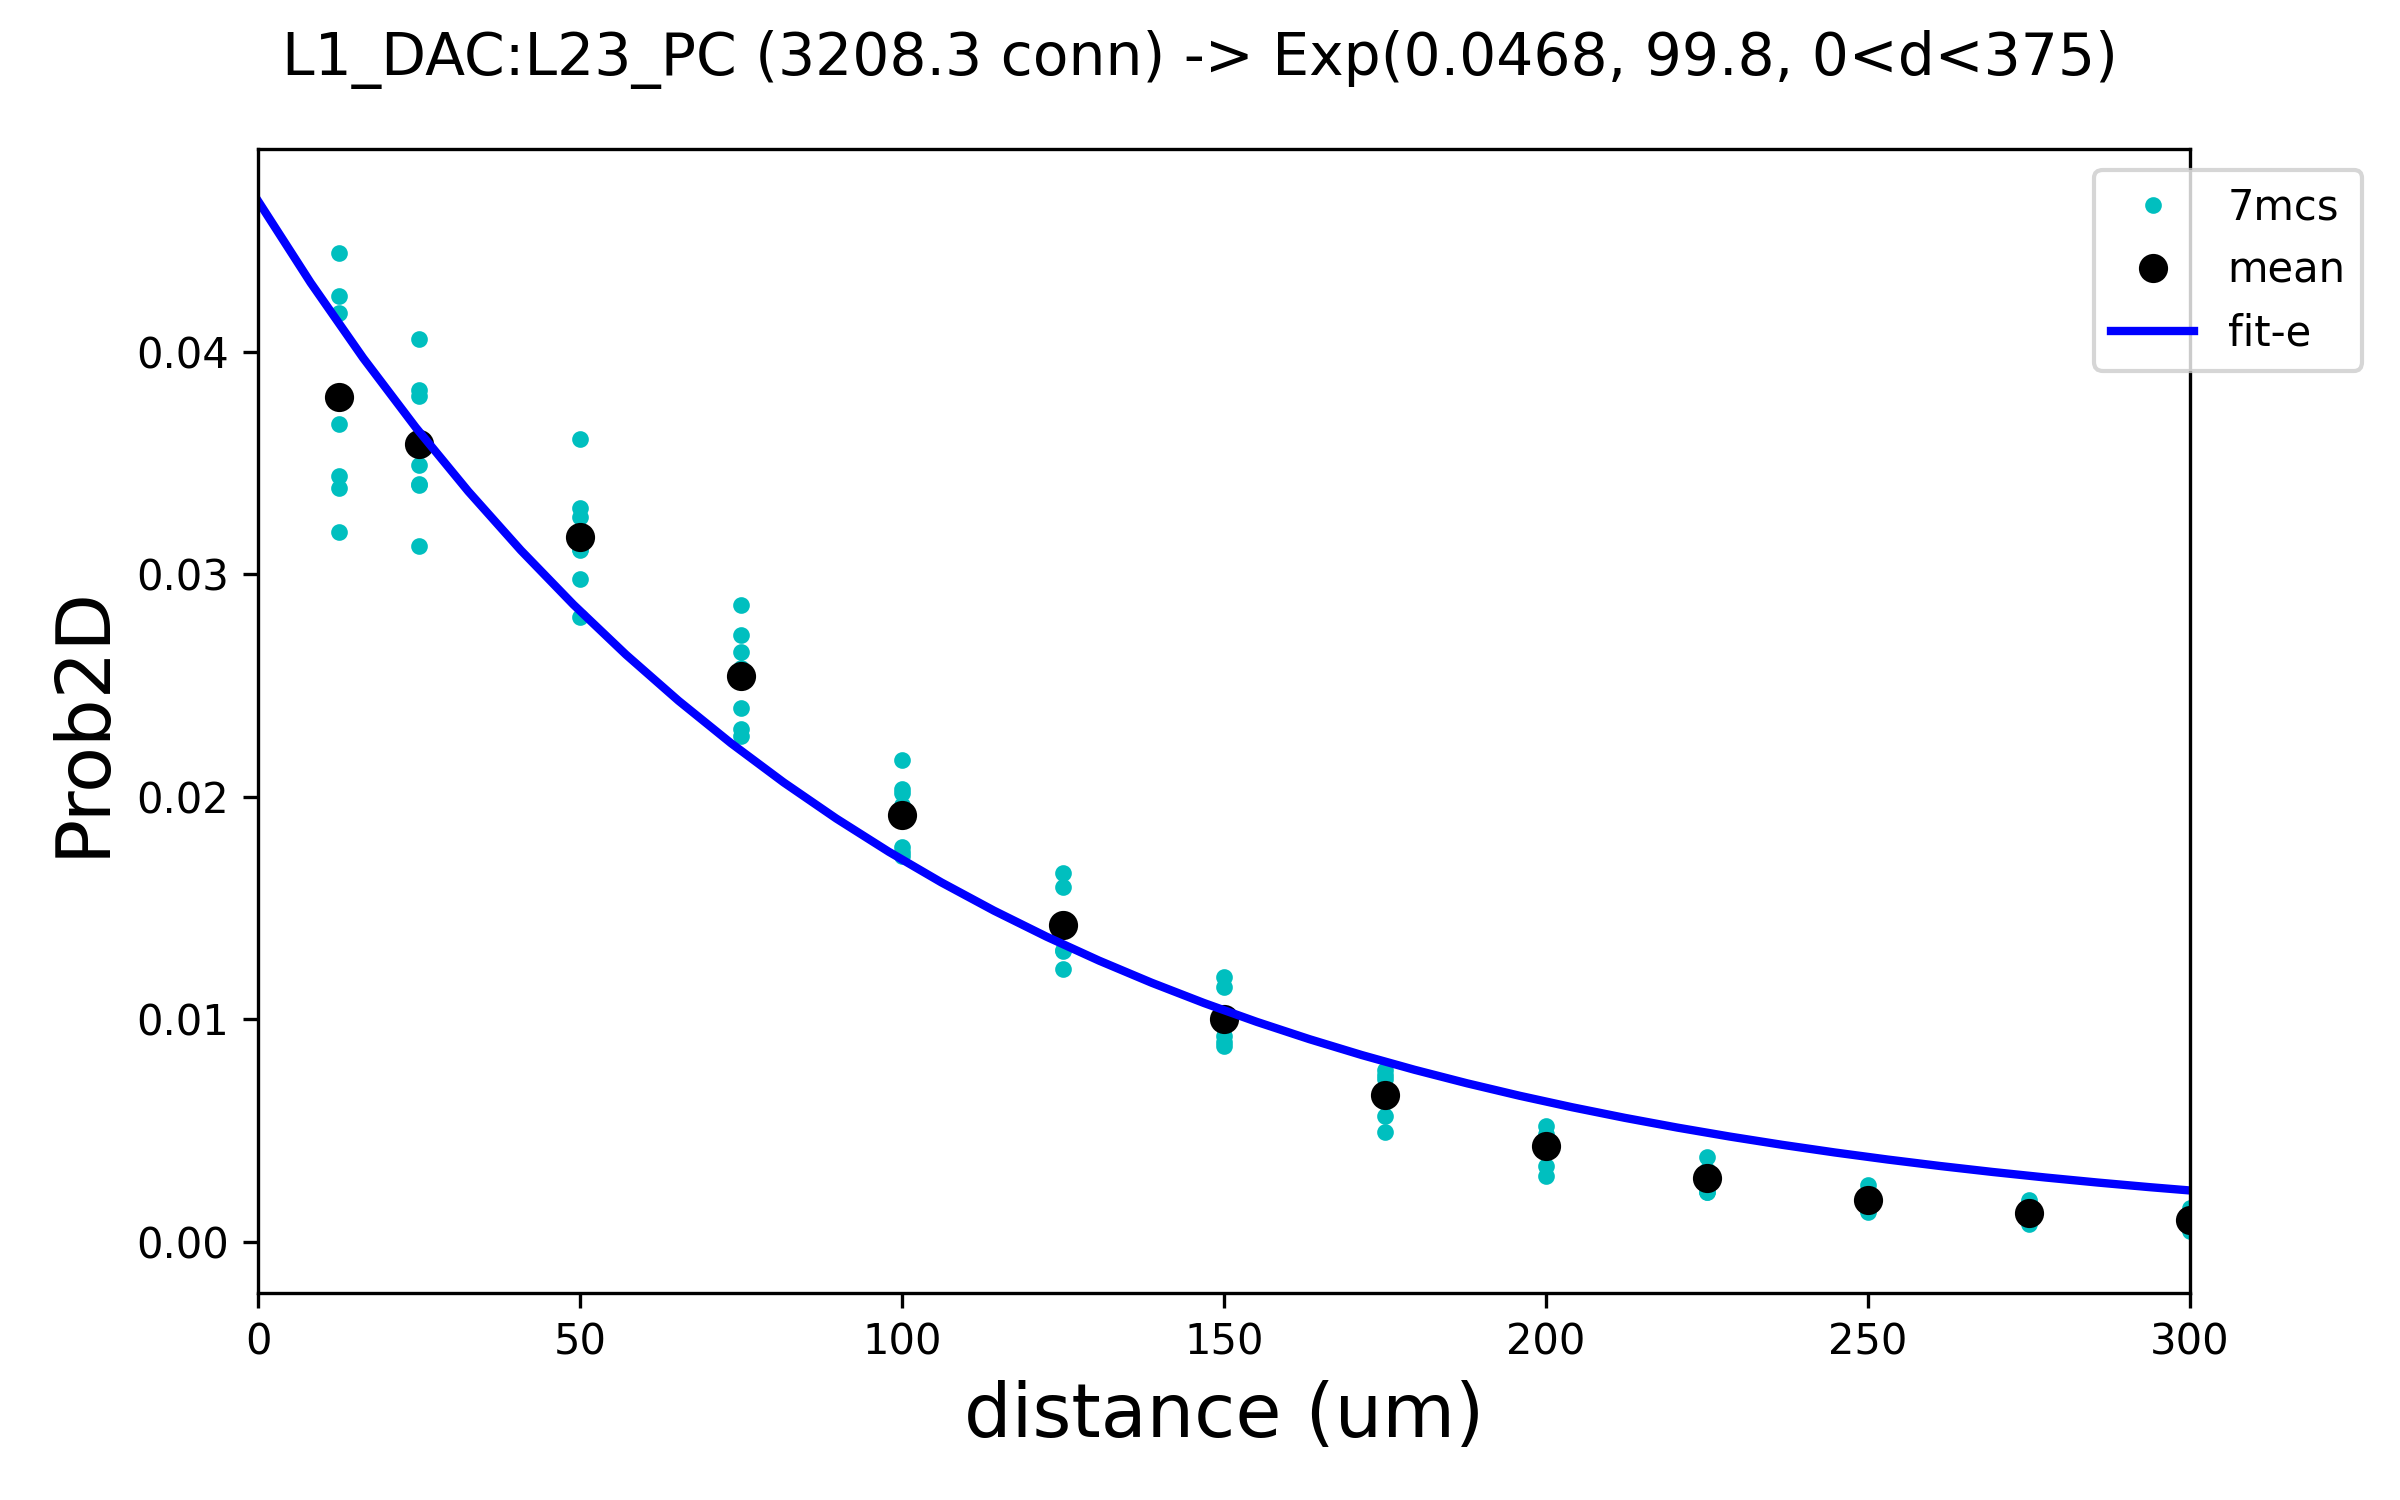 L1_DAC:L23_PC (3208.3 conn) -> Exp(0.0468, 99.8, 0<d<375)
7mcs
mean
fit-e
Prob2D
0.04
0.03
0.02
0.01
0.00
0 50 100 150 200 250 300
distance (um)